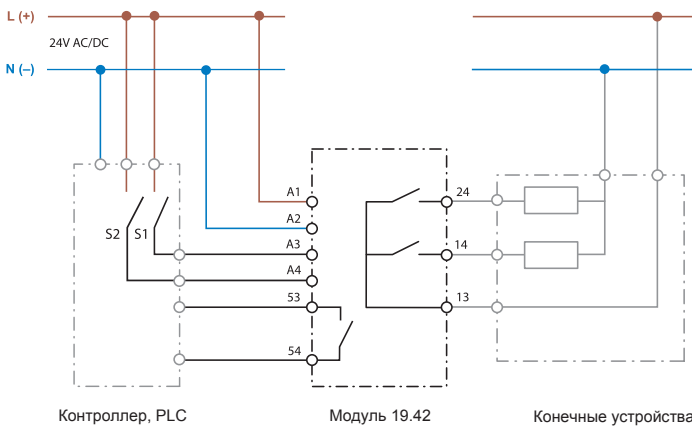 L (+)
24V AC/DC
N (–)
A1
24
A2
S2
S1
A3
14
A4
53
13
54
Контроллер, PLC
Модуль 19.42
Конечные устройства